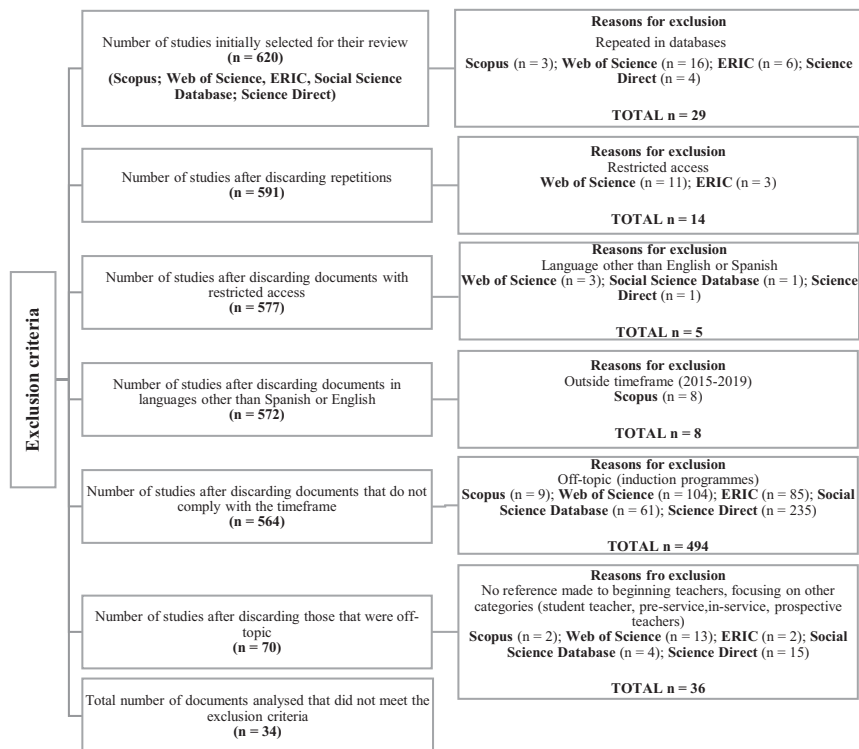 Exclusion criteria
Number of studies initially selected for their review
(n = 620)
(Scopus; Web of Science, ERIC, Social Science
Database; Science Direct)
Reasons for exclusion
Repeated in databases
Scopus (n = 3); Web of Science (n = 16); ERIC (n = 6); Science
Direct (n = 4)
TOTAL n = 29
Number of studies after discarding repetitions
(n = 591)
Reasons for exclusion
Restricted access
Web of Science (n = 11); ERIC (n = 3)
TOTAL n = 14
Number of studies after discarding documents with
restricted access
(n = 577)
Reasons for exclusion
Language other than English or Spanish
Web of Science (n = 3); Social Science Database (n = 1); Science
Direct (n = 1)
TOTAL n = 5
Number of studies after discarding documents in
languages other than Spanish or English
(n = 572)
Reasons for exclusion
Outside timeframe (2015-2019)
Scopus (n = 8)
TOTAL n = 8
Number of studies after discarding documents that do not
comply with the timeframe
(n = 564)
Reasons for exclusion
Off-topic (induction programmes)
Scopus (n = 9); Web of Science (n = 104); ERIC (n = 85); Social
Science Database (n = 61); Science Direct (n = 235)
TOTAL n = 494
Number of studies after discarding those that were off-
topic
(n = 70)
Reasons fro exclusion
No reference made to beginning teachers, focusing on other
categories (student teacher, pre-service,in-service, prospective
teachers)
Scopus (n = 2); Web of Science (n = 13); ERIC (n = 2); Social
Science Database (n = 4); Science Direct (n = 15)
TOTAL n = 36
Total number of documents analysed that did not meet the
exclusion criteria
(n = 34)